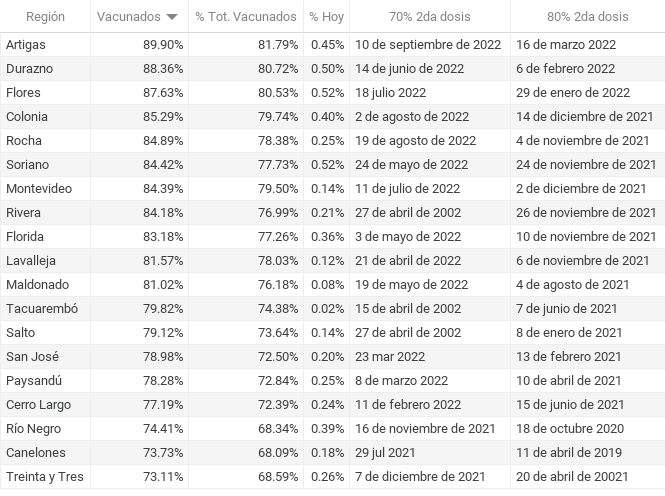 Región Vacunados % Tot. Vacunados % Hoy 70% 2da dosis 80% 2da dosis
Artigas 89.90% 81.79% 0.45% 10 de septiembre de 2022 16 de marzo 2022
Durazno 88.36% 80.72% 0.50% 14 de junio de 2022 6 de febrero 2022
Flores 87.63% 80.53% 0.52% 18 julio 2022 29 de enero de 2022
Colonia 85.29% 79.74% 0.40% 2 de agosto de 2022 14 de diciembre de 2021
Rocha 84.89% 78.38% 0.25% 19 de agosto de 2022 4 de noviembre de 2021
Soriano 84.42% 77.73% 0.52% 24 de mayo de 2022 24 de noviembre de 2021
Montevideo 84.39% 79.50% 0.14% 11 de julio de 2022 2 de diciembre de 2021
Rivera 84.18% 76.99% 0.21% 27 de abril de 2002 26 de noviembre de 2021
Florida 83.18% 77.26% 0.36% 3 de mayo de 2022 10 de noviembre de 2021
Lavalleja 81.57% 78.03% 0.12% 21 de abril de 2022 6 de noviembre de 2021
Maldonado 81.02% 76.18% 0.08% 19 de mayo de 2022 4 de agosto de 2021
Tacuarembó 79.82% 74.38% 0.02% 15 de abril de 2002 7 de junio de 2021
Salto 79.12% 73.64% 0.14% 27 de abril de 2002 8 de enero de 2021
San José 78.98% 72.50% 0.20% 23 mar 2022 13 de febrero 2021
Paysandú 78.28% 72.84% 0.25% 8 de marzo de 2022 10 de abril de 2021
Cerro Largo 77.19% 72.39% 0.24% 11 de febrero de 2022 15 de junio de 2021
Río Negro 74.41% 68.34% 0.39% 16 de noviembre de 2021 18 de octubre 2020
Canelones 73.73% 68.09% 0.18% 29 jul 2021 11 de abril de 2019
Treinta y Tres 73.11% 68.59% 0.26% 7 de diciembre de 2021 20 de abril de 20021